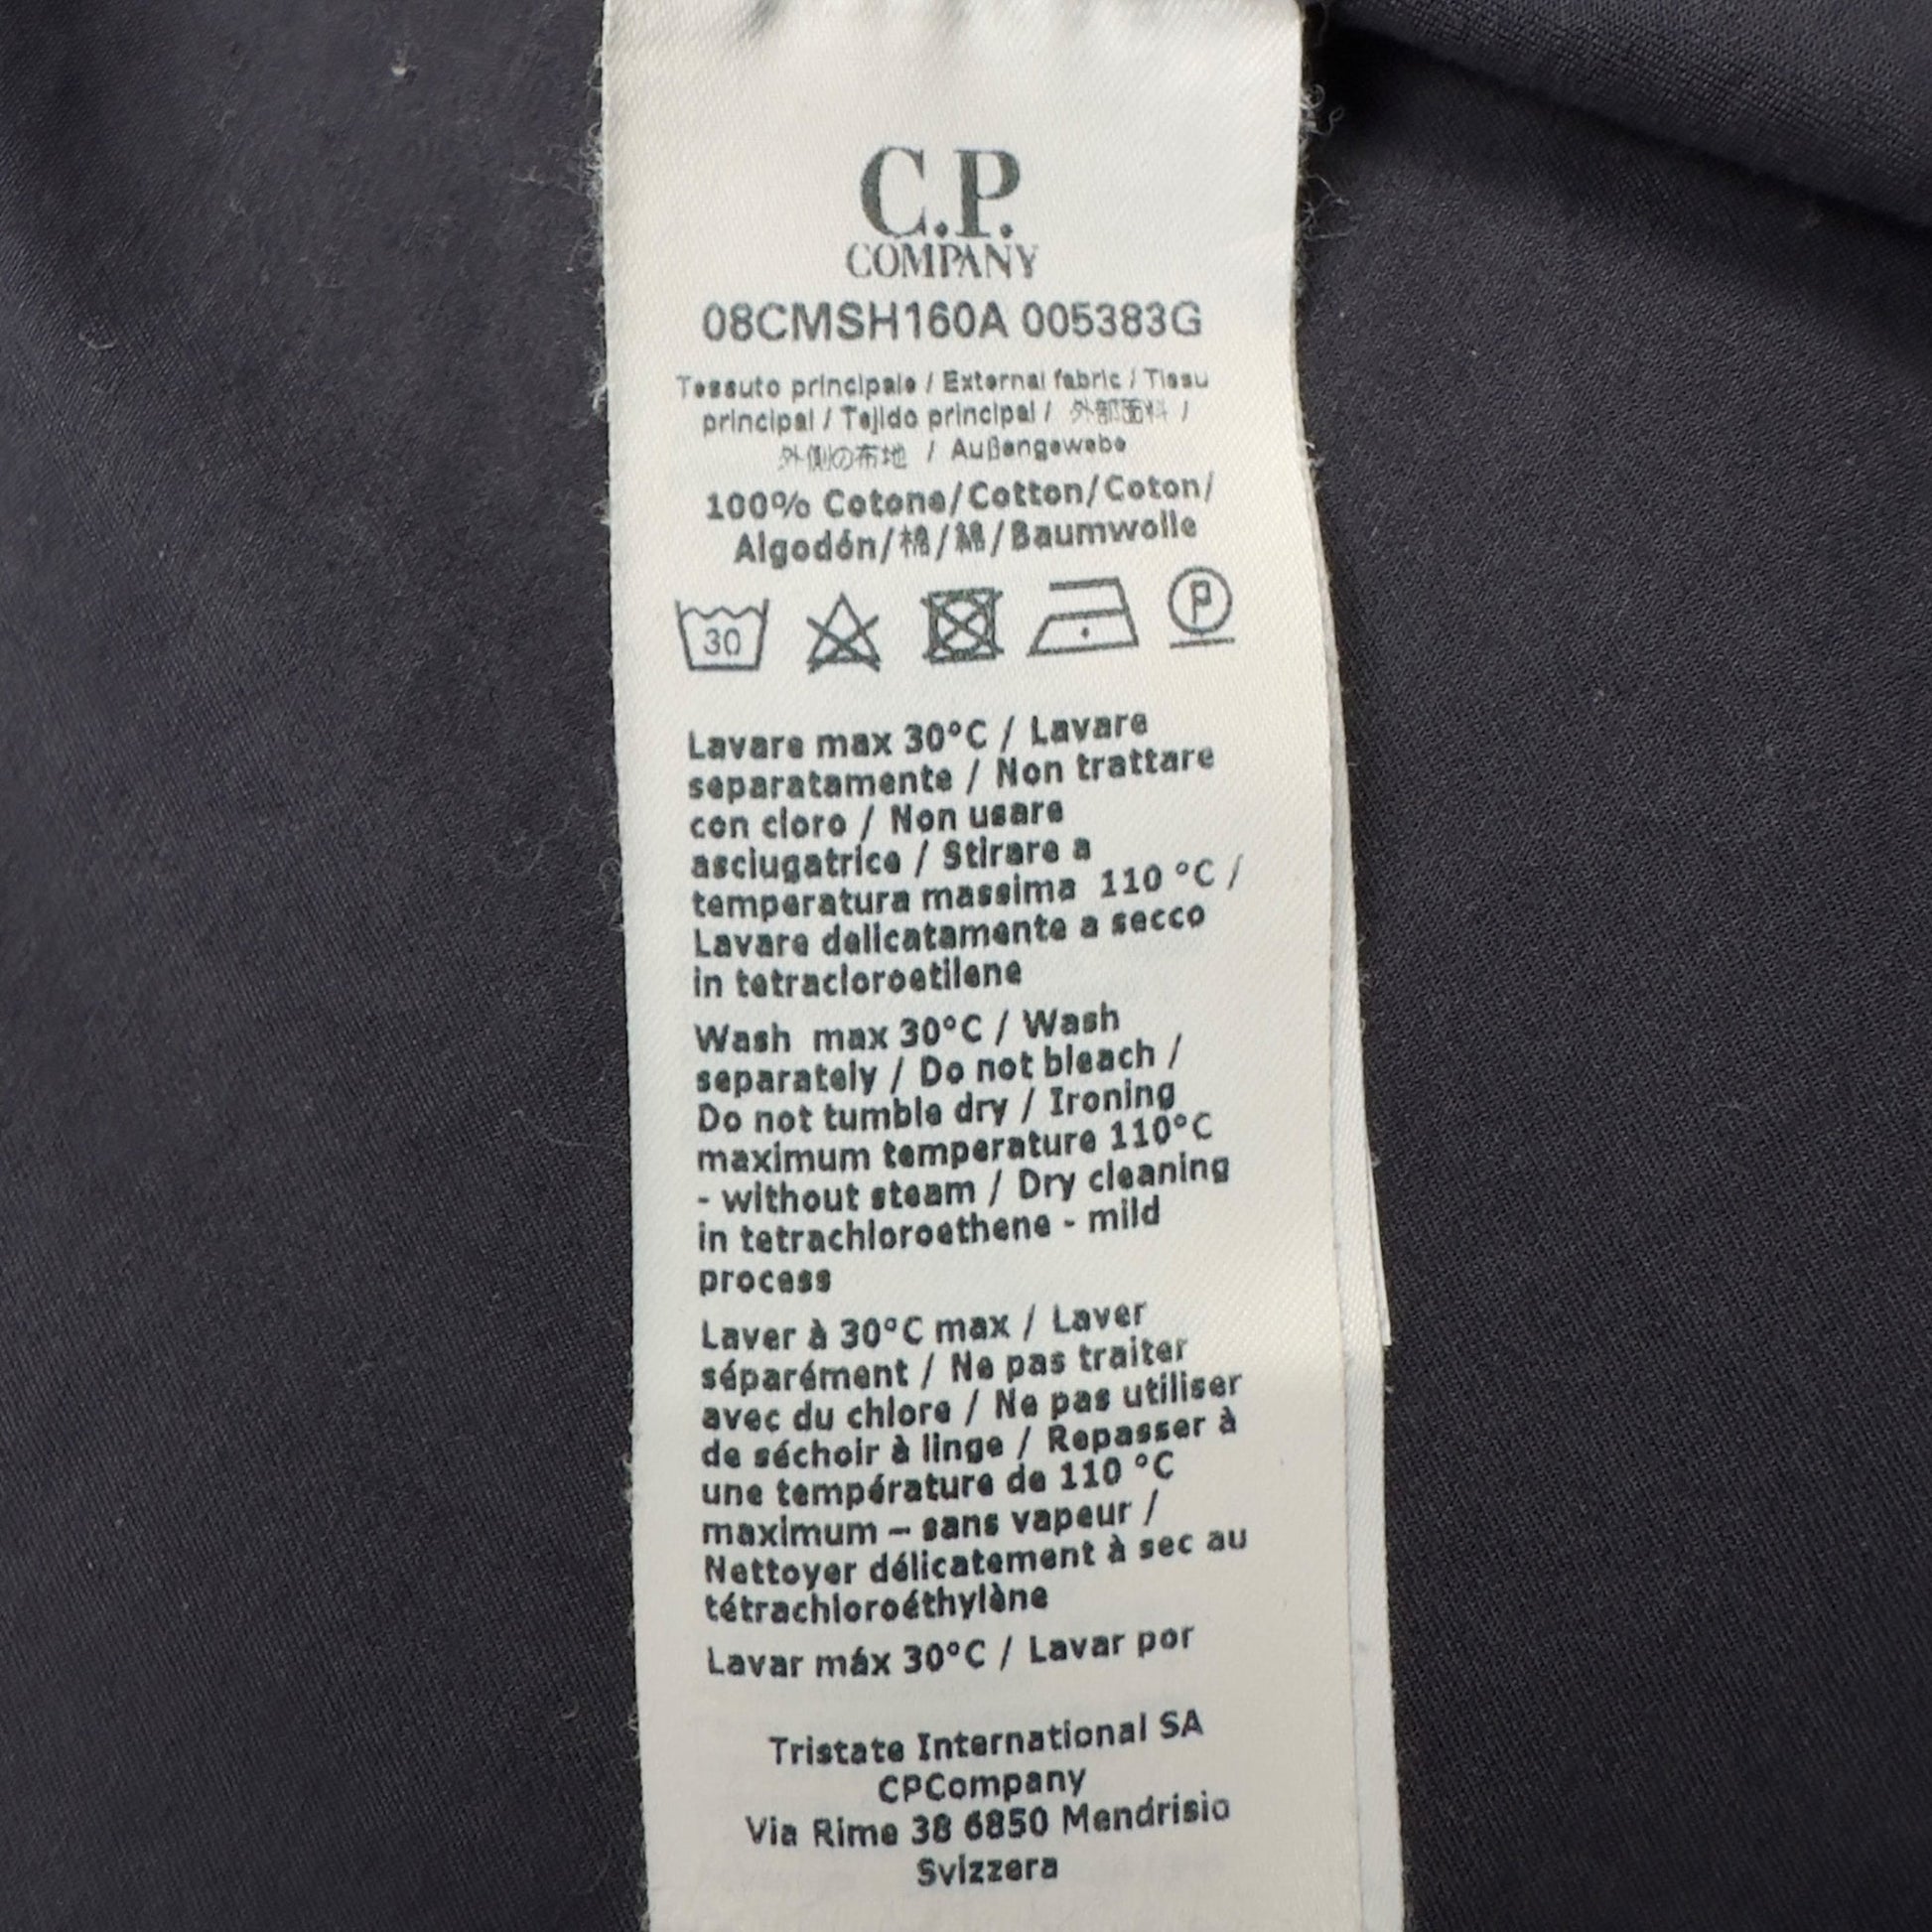 C.P.
COMPANY
08CMSH160A 005383G
Tessuto principale / External fabric / Tissu
principal / Tejido principal / 外部面料 /
外側の布地 / Außengewebe
100% Cotone/Cotton/Coton/
Algodón/棉/綿/Baumwolle
30
P
Lavare max 30°C / Lavare
separatamente / Non trattare
con cloro / Non usare
asciugatrice / Stirare a
temperatura massima 110 °C /
Lavare delicatamente a secco
in tetracloroetilene
Wash max 30°C / Wash
separately / Do not bleach /
Do not tumble dry / Ironing
maximum temperature 110°C
- without steam / Dry cleaning
in tetrachloroethene - mild
process
Laver à 30°C max / Laver
séparément / Ne pas traiter
avec du chlore / Ne pas utiliser
de séchoir à linge / Repasser à
une température de 110 °C
maximum – sans vapeur /
Nettoyer délicatement à sec au
tétrachloroéthylène
Lavar máx 30°C / Lavar por
Tristate International SA
CPCompany
Via Rime 38 6850 Mendrisio
Svizzera